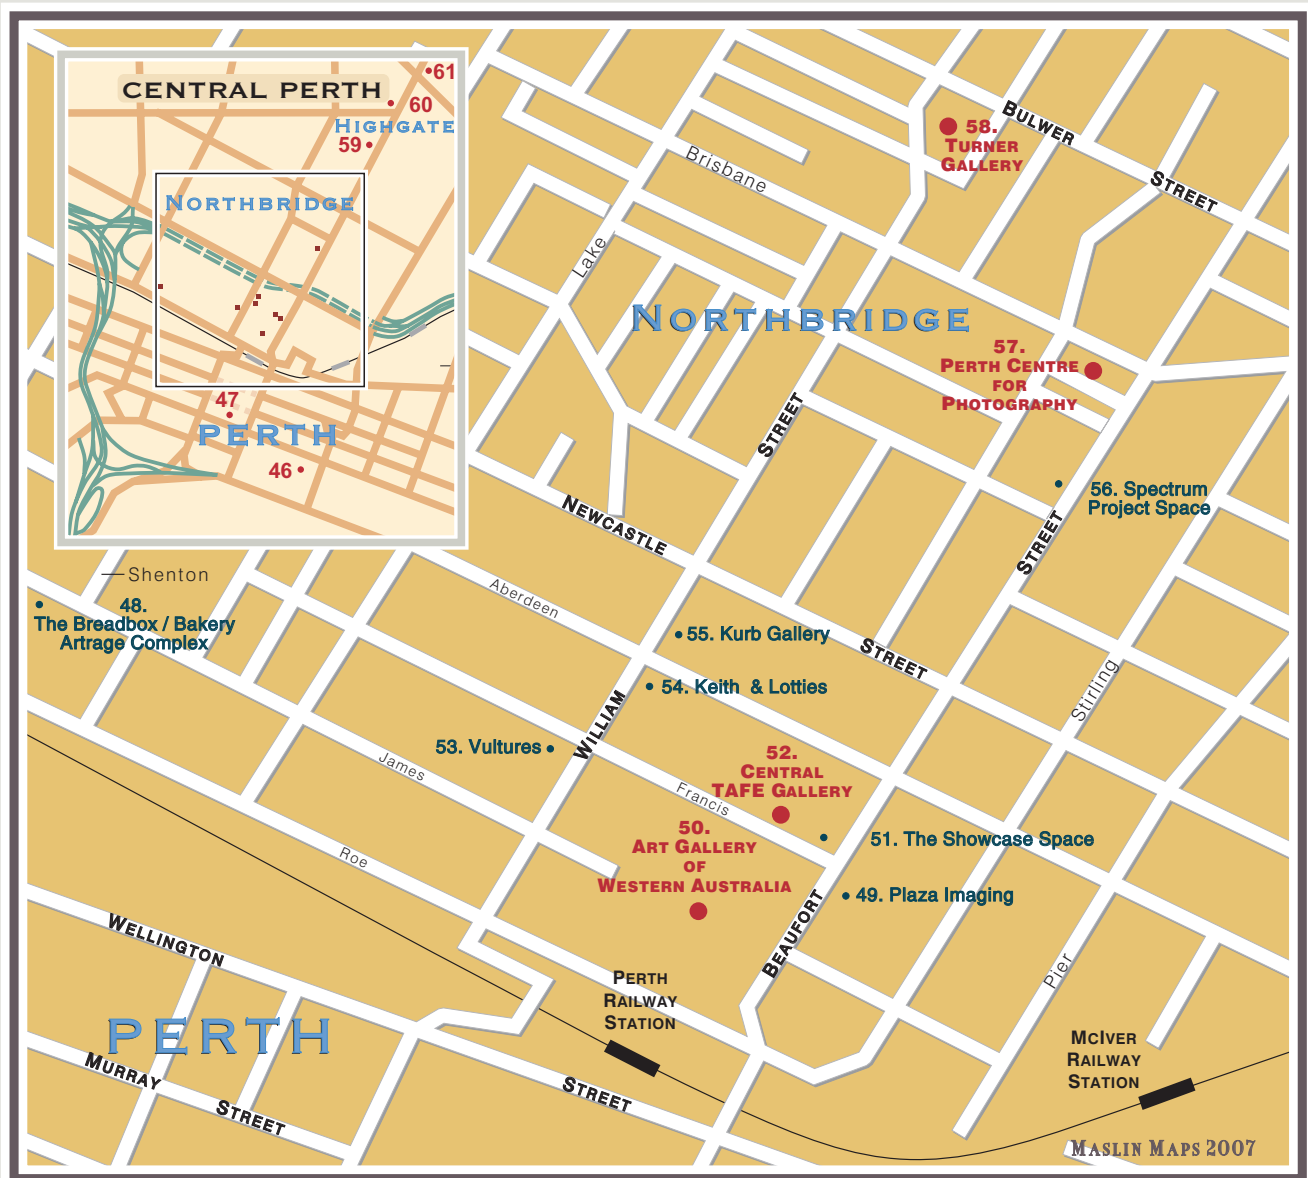 CENTRAL PERTH
61
60
HIGHGATE
59
NORTHBRIDGE
47
PERTH
46
BULWER
STREET
58.
TURNER
GALLERY
Brisbane
Lake
NORTHBRIDGE
57.
PERTH CENTRE
FOR
PHOTOGRAPHY
STREET
56. Spectrum
Project Space
STREET
NEWCASTLE
STREET
Shenton
48.
The Breadbox / Bakery
Artrage Complex
Aberdeen
55. Kurb Gallery
54. Keith & Lotties
Stirling
WILLIAM
53. Vultures
James
52.
CENTRAL
TAFE GALLERY
Francis
50.
ART GALLERY
OF
WESTERN AUSTRALIA
51. The Showcase Space
49. Plaza Imaging
Roe
BEAUFORT
WELLINGTON
STREET
Pier
PERTH
RAILWAY
STATION
PERTH
MURRAY
STREET
MCIVER
RAILWAY
STATION
MASLIN MAPS 2007